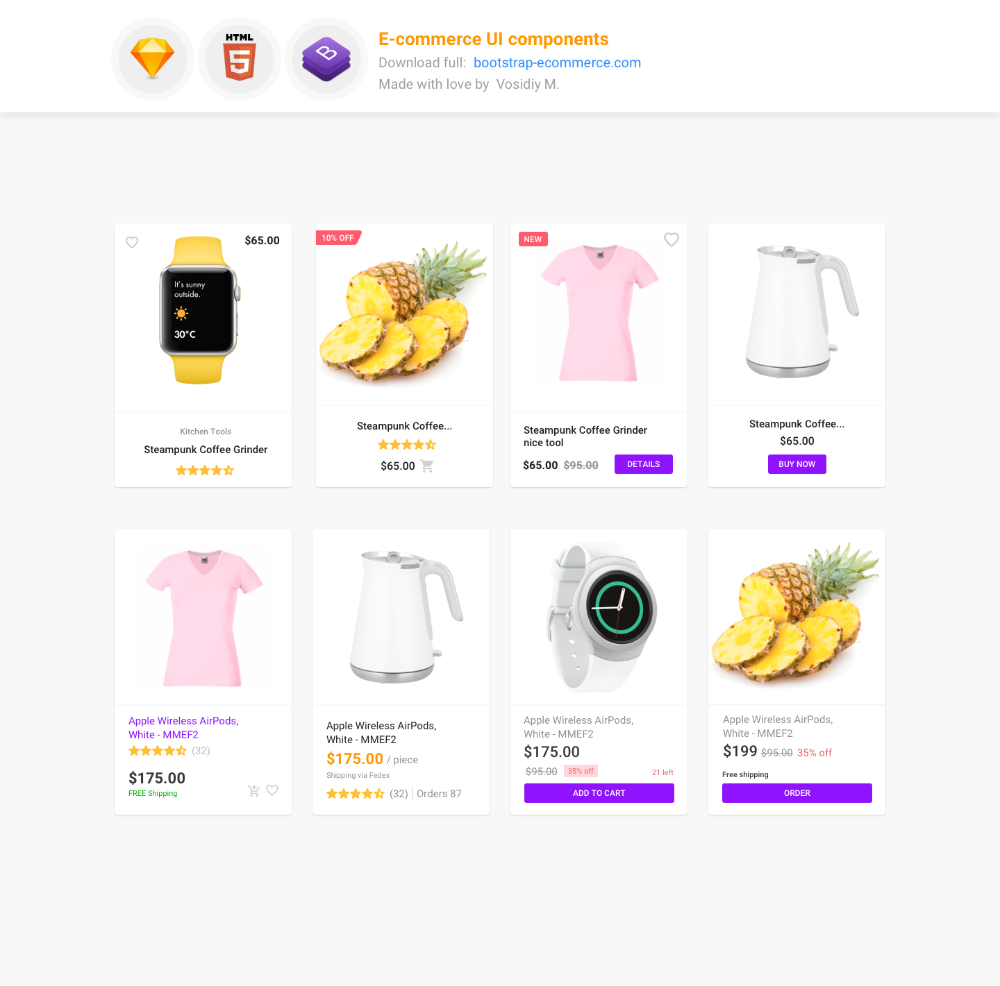 HTML
5
B
E-commerce UI components
Download full: bootstrap-ecommerce.com
Made with love by Vosidiy M.
$65.00
It's sunny
outside.
30°C
Kitchen Tools
Steampunk Coffee Grinder
10% OFF
Steampunk Coffee...
$65.00
NEW
Steampunk Coffee Grinder
nice tool
$65.00 $95.00
DETAILS
Steampunk Coffee...
$65.00
BUY NOW
Apple Wireless AirPods,
White - MMEF2
(32)
$175.00
FREE Shipping
Apple Wireless AirPods,
White - MMEF2
$175.00 / piece
Shipping via Fedex
(32) Orders 87
Apple Wireless AirPods,
White - MMEF2
$175.00
$95.00 35% off 21 left
ADD TO CART
Apple Wireless AirPods,
White - MMEF2
$199 $95.00 35% off
Free shipping
ORDER